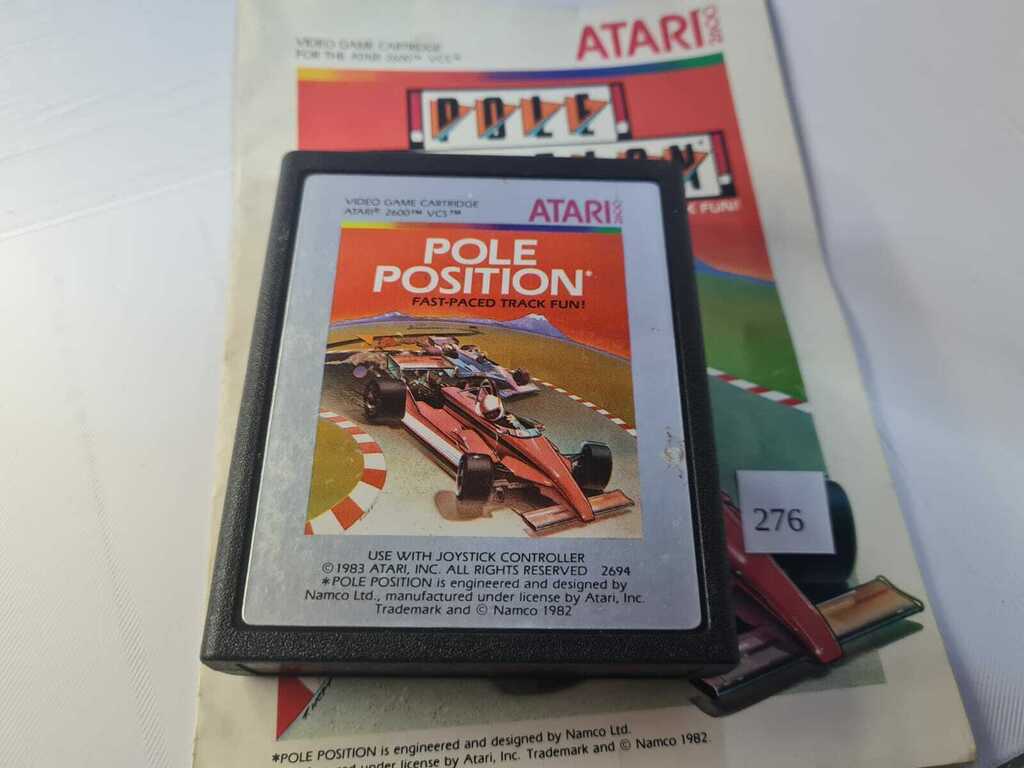 VIDEO GAME CARTRIDGE
FOR THE ATARI 2600™ VCS™
ATARI 2600
POLE
K FUN!
VIDEO GAME CARTRIDGE
ATARI® 2600™ VCS™
ATARI 2600
POLE
POSITION*
FAST-PACED TRACK FUN!
USE WITH JOYSTICK CONTROLLER
© 1983 ATARI, INC. ALL RIGHTS RESERVED 2694
*POLE POSITION is engineered and designed by
Namco Ltd., manufactured under license by Atari, Inc.
Trademark and © Namco 1982
276
*POLE POSITION is engineered and designed by Namco Ltd.
under license by Atari, Inc. Trademark and © Namco 1982.